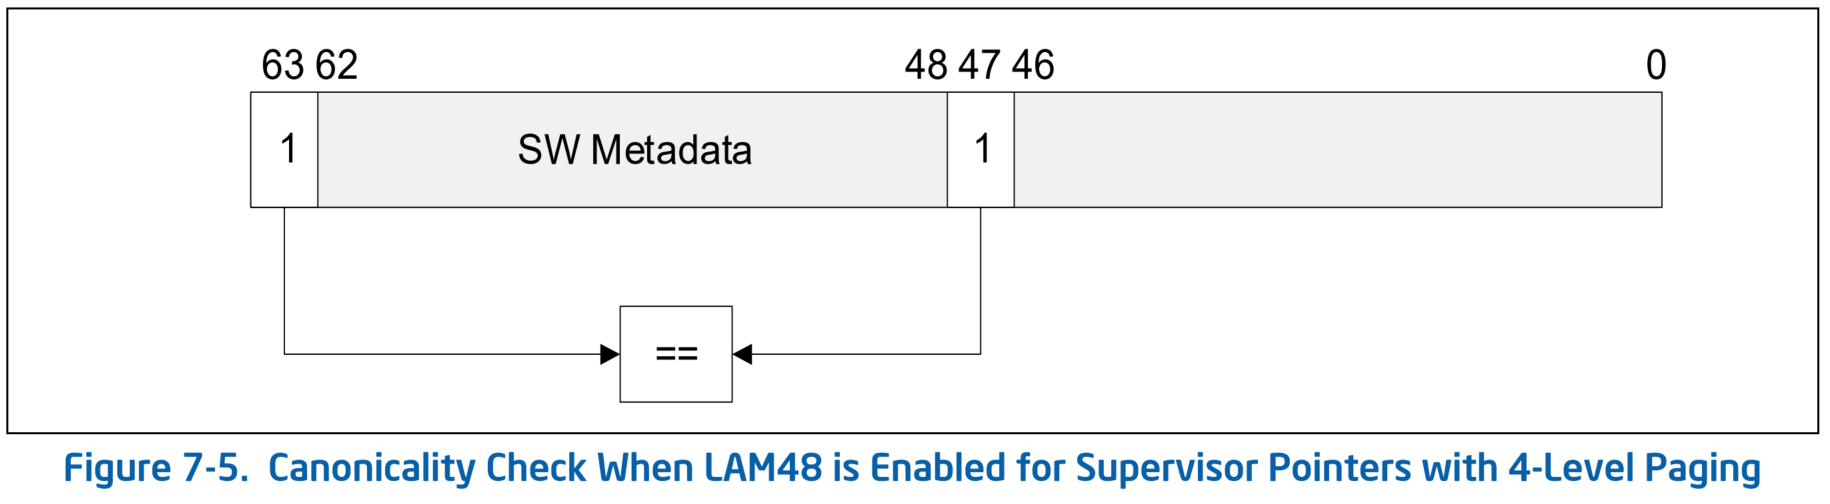 63 62 48 47 46 0
1 SW Metadata 1
==
Figure 7-5. Canonicality Check When LAM48 is Enabled for Supervisor Pointers with 4-Level Paging